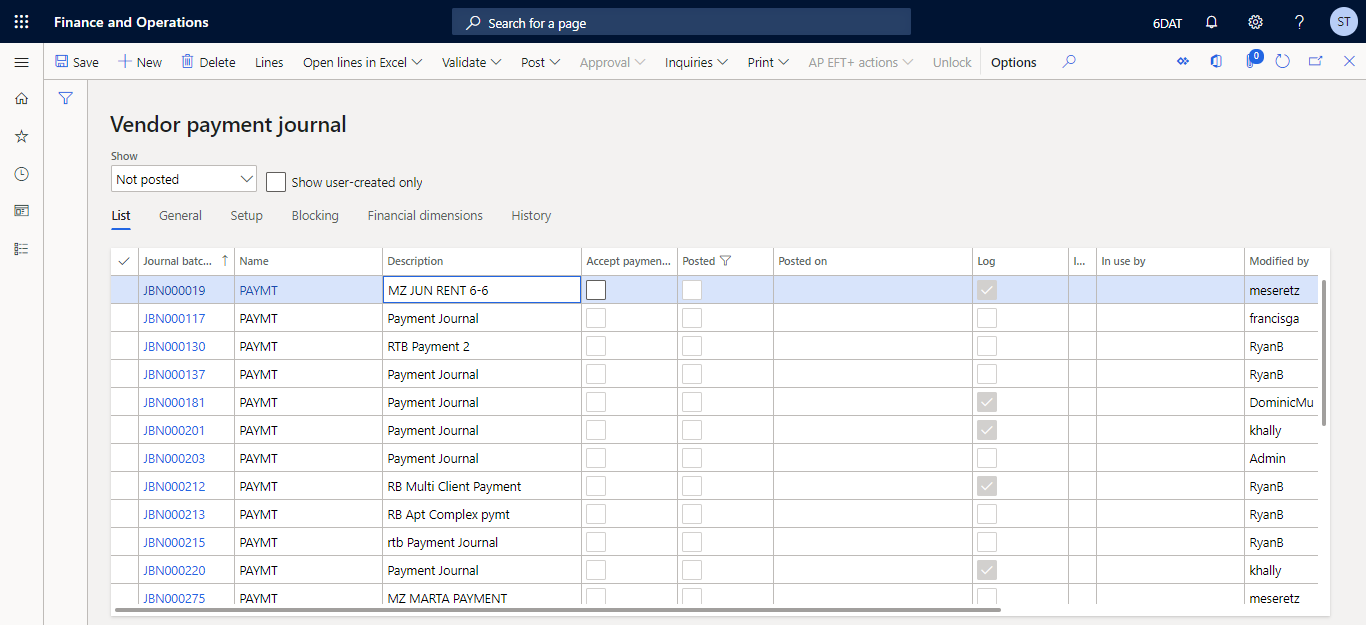 Finance and Operations Search for a page 6DAT ST
Save New Delete Lines Open lines in Excel Validate Post Approval Inquiries Print AP EFT+ actions Unlock Options 0
Vendor payment journal
Show
Not posted Show user-created only
List General Setup Blocking Financial dimensions History
Journal batc... Name Description Accept paymen... Posted Posted on Log I... In use by Modified by
JBN000019 PAYMT MZ JUN RENT 6-6 meseretz
JBN000117 PAYMT Payment Journal francisga
JBN000130 PAYMT RTB Payment 2 RyanB
JBN000137 PAYMT Payment Journal RyanB
JBN000181 PAYMT Payment Journal DominicMu
JBN000201 PAYMT Payment Journal khally
JBN000203 PAYMT Payment Journal Admin
JBN000212 PAYMT RB Multi Client Payment RyanB
JBN000213 PAYMT RB Apt Complex pymt RyanB
JBN000215 PAYMT rtb Payment Journal RyanB
JBN000220 PAYMT Payment Journal khally
JBN000275 PAYMT MZ MARTA PAYMENT meseretz